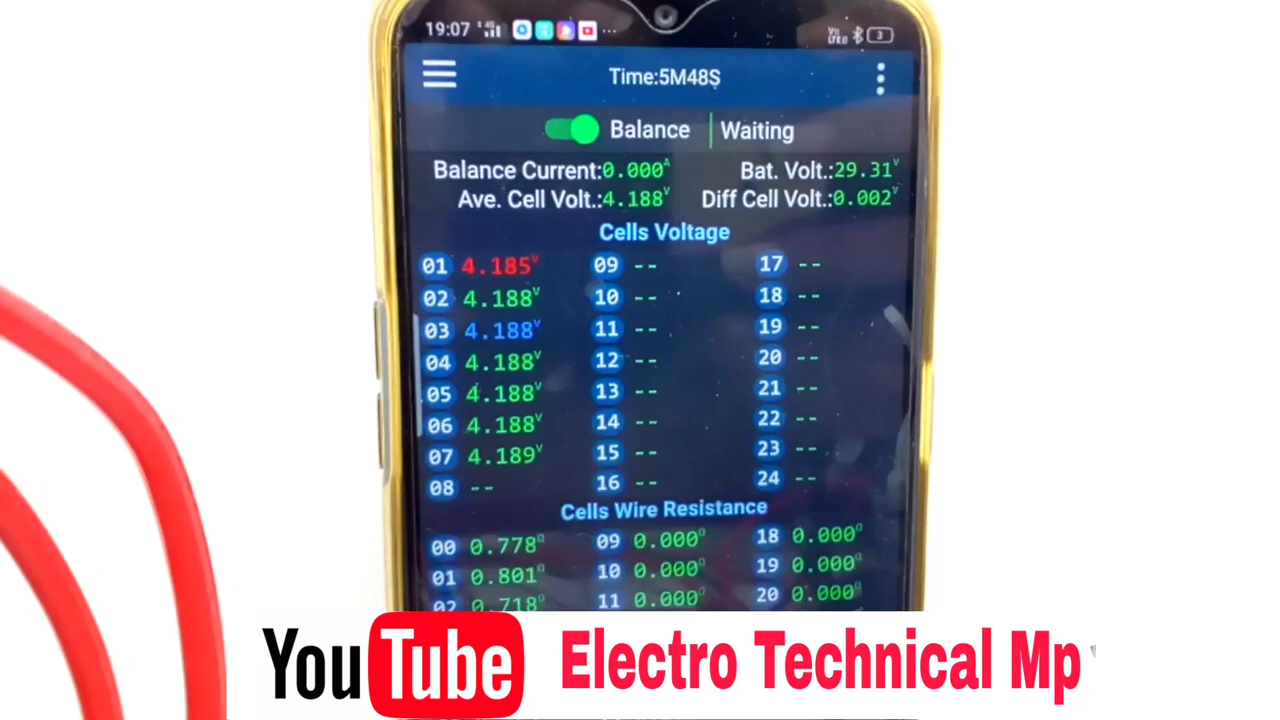 19:07 4G Vo LTE 3
Time:5M48S
Balance Waiting
Balance Current:0.000A Bat. Volt.:29.31V
Ave. Cell Volt.:4.188V Diff Cell Volt.:0.002V
Cells Voltage
01 4.185V 09 -- 17 --
02 4.188V 10 -- 18 --
03 4.188V 11 -- 19 --
04 4.188V 12 -- 20 --
05 4.188V 13 -- 21 --
06 4.188V 14 -- 22 --
07 4.189V 15 -- 23 --
08 -- 16 -- 24 --
Cells Wire Resistance
00 0.778Ω 09 0.000Ω 18 0.000Ω
01 0.801Ω 10 0.000Ω 19 0.000Ω
02 0.718Ω 11 0.000Ω 20 0.000Ω
YouTube Electro Technical Mp